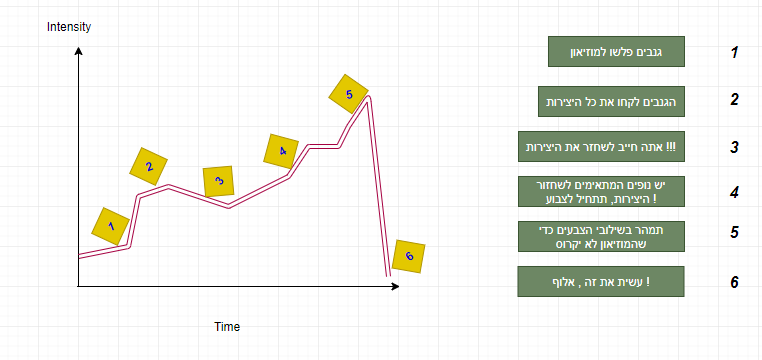 Intensity
1
2
3
4
5
6
Time
גנבים פלשו למוזיאון
1
הגנבים לקחו את כל היצירות
2
אתה חייב לשחזר את היצירות !!!
3
יש נופים המתאימים לשחזור
היצירות, תתחיל לצבוע !
4
תמהר בשילובי הצבעים כדי
שהמוזיאון לא יקרוס
5
עשית את זה , אלוף !
6